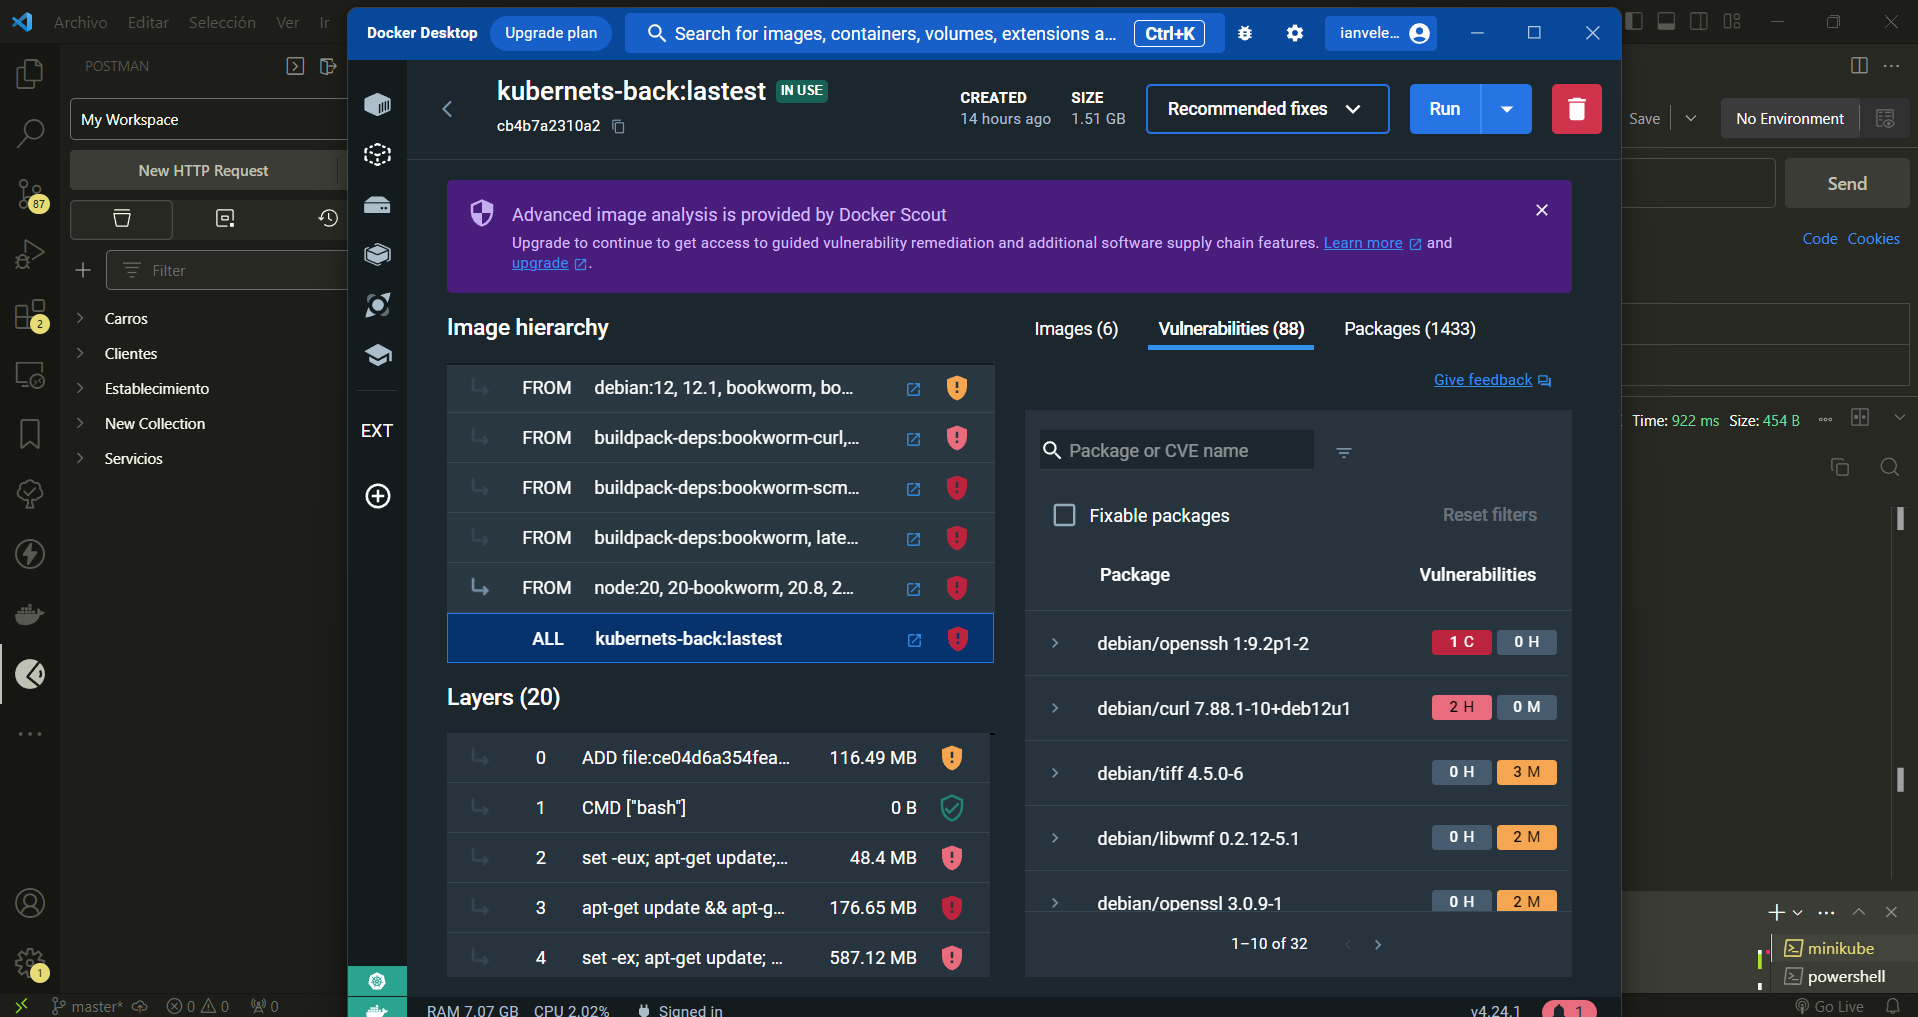 Archivo Editar Selección Ver Ir
Docker Desktop
Upgrade plan
Search for images, containers, volumes, extensions a...
Ctrl+K
ianvele...
POSTMAN
My Workspace
New HTTP Request
Filter
Carros
Clientes
Establecimiento
New Collection
Servicios
87
2
1
kubernets-back:lastest
IN USE
cb4b7a2310a2
CREATED
14 hours ago
SIZE
1.51 GB
Recommended fixes
Run
Save
No Environment
Send
Code Cookies
Advanced image analysis is provided by Docker Scout
Upgrade to continue to get access to guided vulnerability remediation and additional software supply chain features. Learn more and
upgrade .
EXT
Image hierarchy
FROM debian:12, 12.1, bookworm, bo...
FROM buildpack-deps:bookworm-curl,...
FROM buildpack-deps:bookworm-scm...
FROM buildpack-deps:bookworm, late...
FROM node:20, 20-bookworm, 20.8, 2...
ALL kubernets-back:lastest
Layers (20)
0 ADD file:ce04d6a354fea... 116.49 MB
1 CMD ["bash"] 0 B
2 set -eux; apt-get update;... 48.4 MB
3 apt-get update && apt-g... 176.65 MB
4 set -ex; apt-get update; ... 587.12 MB
Images (6)
Vulnerabilities (88)
Packages (1433)
Give feedback
Package or CVE name
Fixable packages
Reset filters
Package Vulnerabilities
debian/openssh 1:9.2p1-2 1 C 0 H
debian/curl 7.88.1-10+deb12u1 2 H 0 M
debian/tiff 4.5.0-6 0 H 3 M
debian/libwmf 0.2.12-5.1 0 H 2 M
debian/openssl 3.0.9-1 0 H 2 M
1–10 of 32
Time: 922 ms Size: 454 B
minikube
powershell
master* 0 0 0
RAM 7.07 GB CPU 2.02% Signed in
v4.24.1
1
Go Live